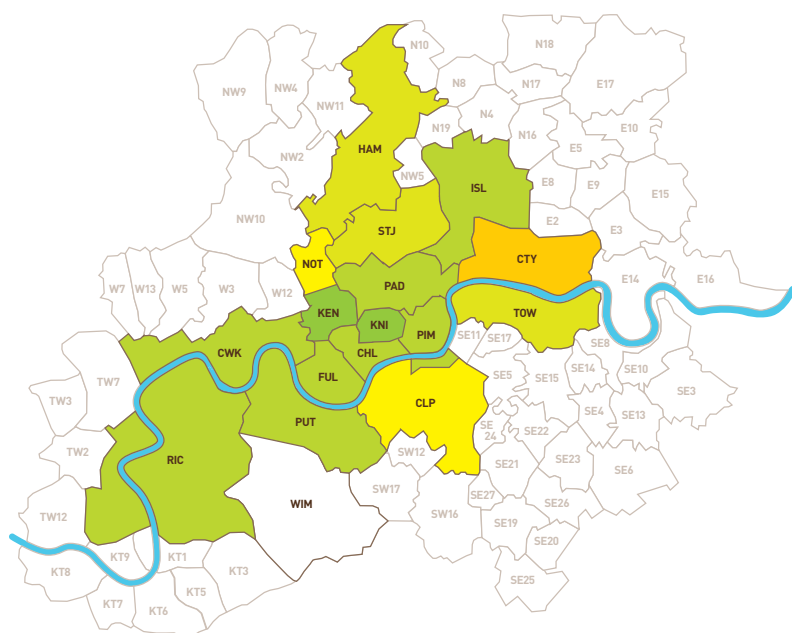 N10
N18
NW9
NW4
NW11
N8
N17
E17
N4
N19
N16
E10
HAM
E5
NW2
NW5
ISL
E8
E9
E15
NW10
E2
STJ
E3
NOT
CTY
W7
W13
W5
W3
W12
PAD
E14
E16
KEN
TOW
KNI
PIM
SE11
SE17
SE8
CWK
CHL
TW7
FUL
SE5
SE15
SE14
SE10
SE3
TW3
CLP
PUT
SE4
SE13
SE
24
SE22
TW2
RIC
SW12
SE21
SE23
SE6
SW17
SE27
WIM
SE26
TW12
SW16
SE19
SE20
KT9
KT1
KT8
KT3
SE25
KT5
KT7
KT6